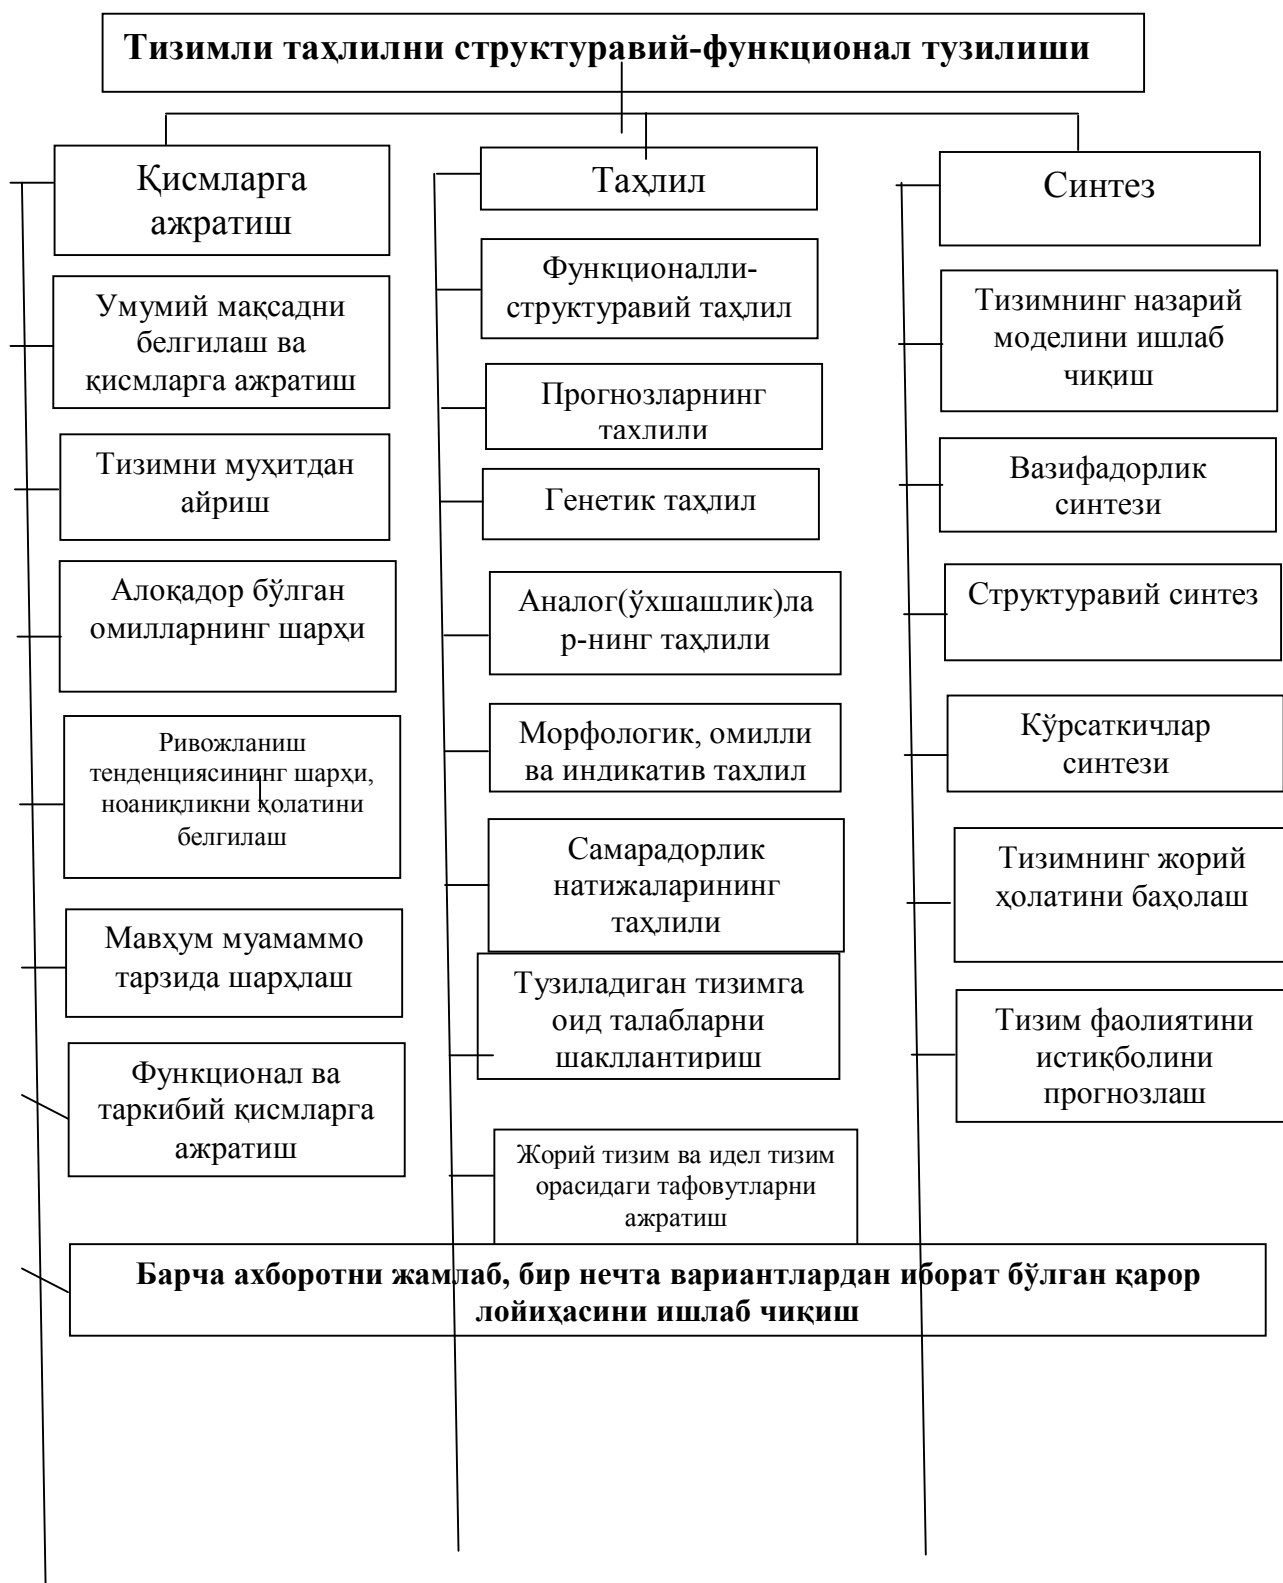 Тизимли таҳлилни структуравий-функционал тузилиши
Қисмларга
ажратиш
Умумий мақсадни
белгилаш ва
қисмларга ажратиш
Тизимни муҳитдан
айриш
Алоқадор бўлган
омилларнинг шарҳи
Ривожланиш
тенденциясининг шарҳи,
ноаниқликни ҳолатини
белгилаш
Мавҳум муамаммо
тарзида шарҳлаш
Функционал ва
таркибий қисмларга
ажратиш
Таҳлил
Функционалли-
структуравий таҳлил
Прогнозларнинг
таҳлили
Генетик таҳлил
Аналог(ўхшашлик)ла
р-нинг таҳлили
Морфологик, омилли
ва индикатив таҳлил
Самарадорлик
натижаларининг
таҳлили
Тузиладиган тизимга
оид талабларни
шакллантириш
Жорий тизим ва идел тизим
орасидаги тафовутларни
ажратиш
Синтез
Тизимнинг назарий
моделини ишлаб
чиқиш
Вазифадорлик
синтези
Структуравий синтез
Кўрсаткичлар
синтези
Тизимнинг жорий
ҳолатини баҳолаш
Тизим фаолиятини
истиқболини
прогнозлаш
Барча ахборотни жамлаб, бир нечта вариантлардан иборат бўлган қарор
лойиҳасини ишлаб чиқиш